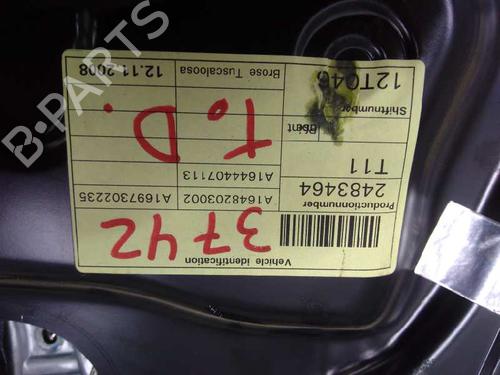 Vehicle identification
3742
Productionnumber
2483464
T11
A1648203002
A1697302235
A1644407113
t.D.
Shiftnumber
12T046
Brose Tuscaloosa
12.11.2008
B-PARTS